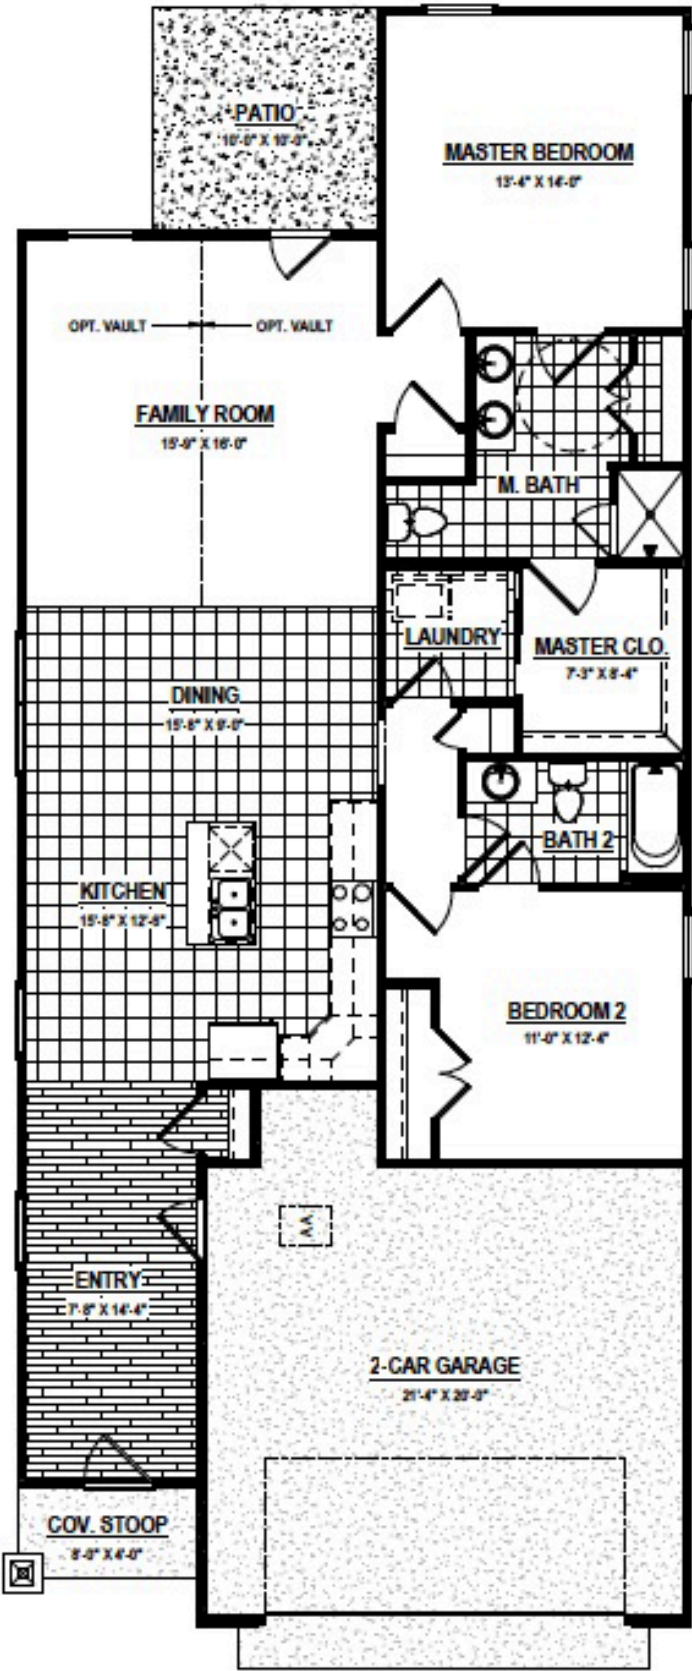 PATIO
10'-0" X 10'-0"
MASTER BEDROOM
13'-4" X 14'-0"
OPT. VAULT
OPT. VAULT
FAMILY ROOM
15'-9" X 16'-0"
M. BATH
LAUNDRY
MASTER CLO.
7'-3" X 8'-4"
DINING
15'-8" X 9'-0"
BATH 2
KITCHEN
15'-8" X 12'-8"
BEDROOM 2
11'-0" X 12'-4"
ENTRY
7'-8" X 14'-4"
2-CAR GARAGE
21'-4" X 20'-0"
COV. STOOP
8'-0" X 4'-0"